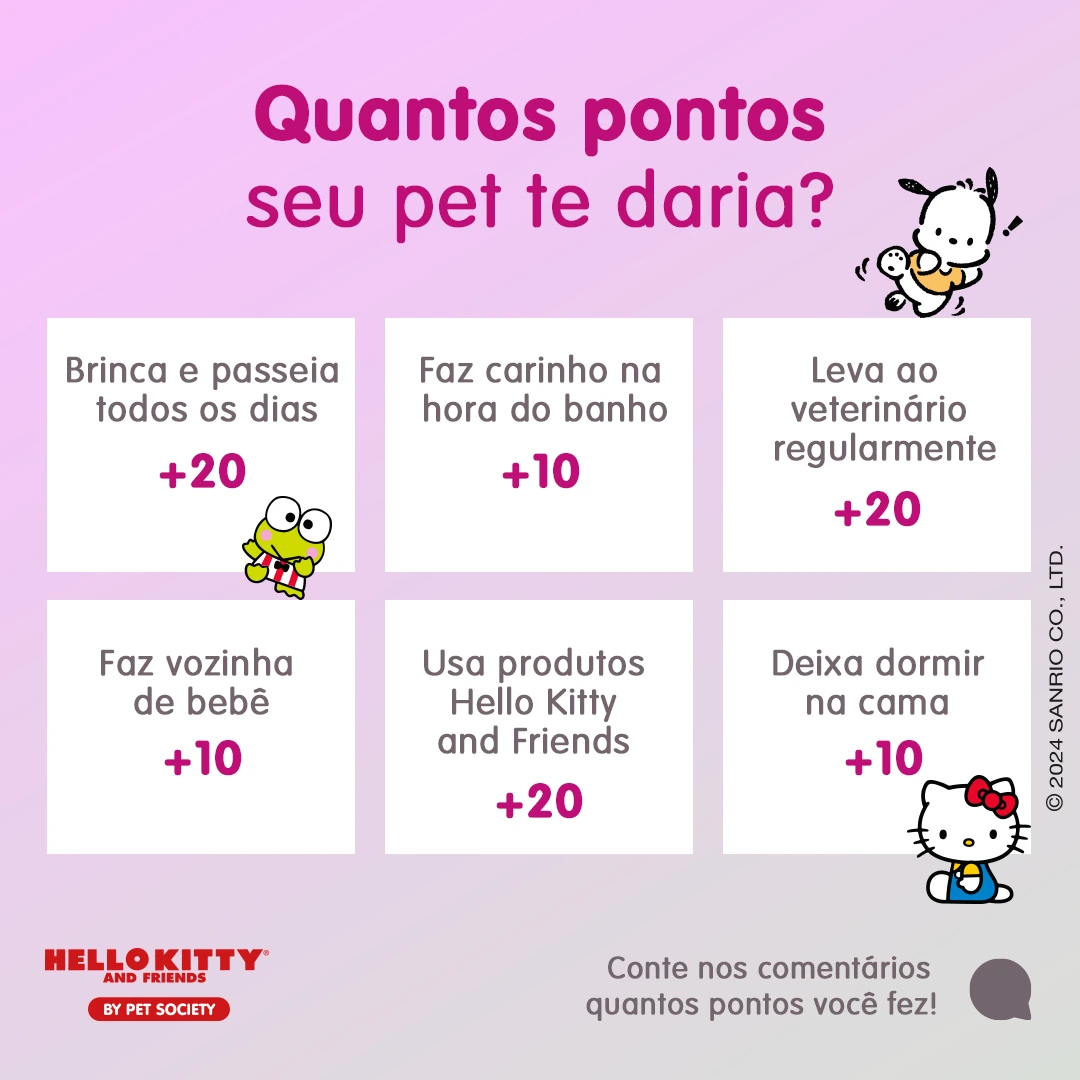 Quantos pontos
seu pet te daria?
Brinca e passeia
todos os dias
+20
Faz carinho na
hora do banho
+10
Leva ao
veterinário
regularmente
+20
Faz vozinha
de bebê
+10
Usa produtos
Hello Kitty
and Friends
+20
Deixa dormir
na cama
+10
© 2024 SANRIO CO., LTD.
HELLO KITTY®
AND FRIENDS
BY PET SOCIETY
Conte nos comentários
quantos pontos você fez!